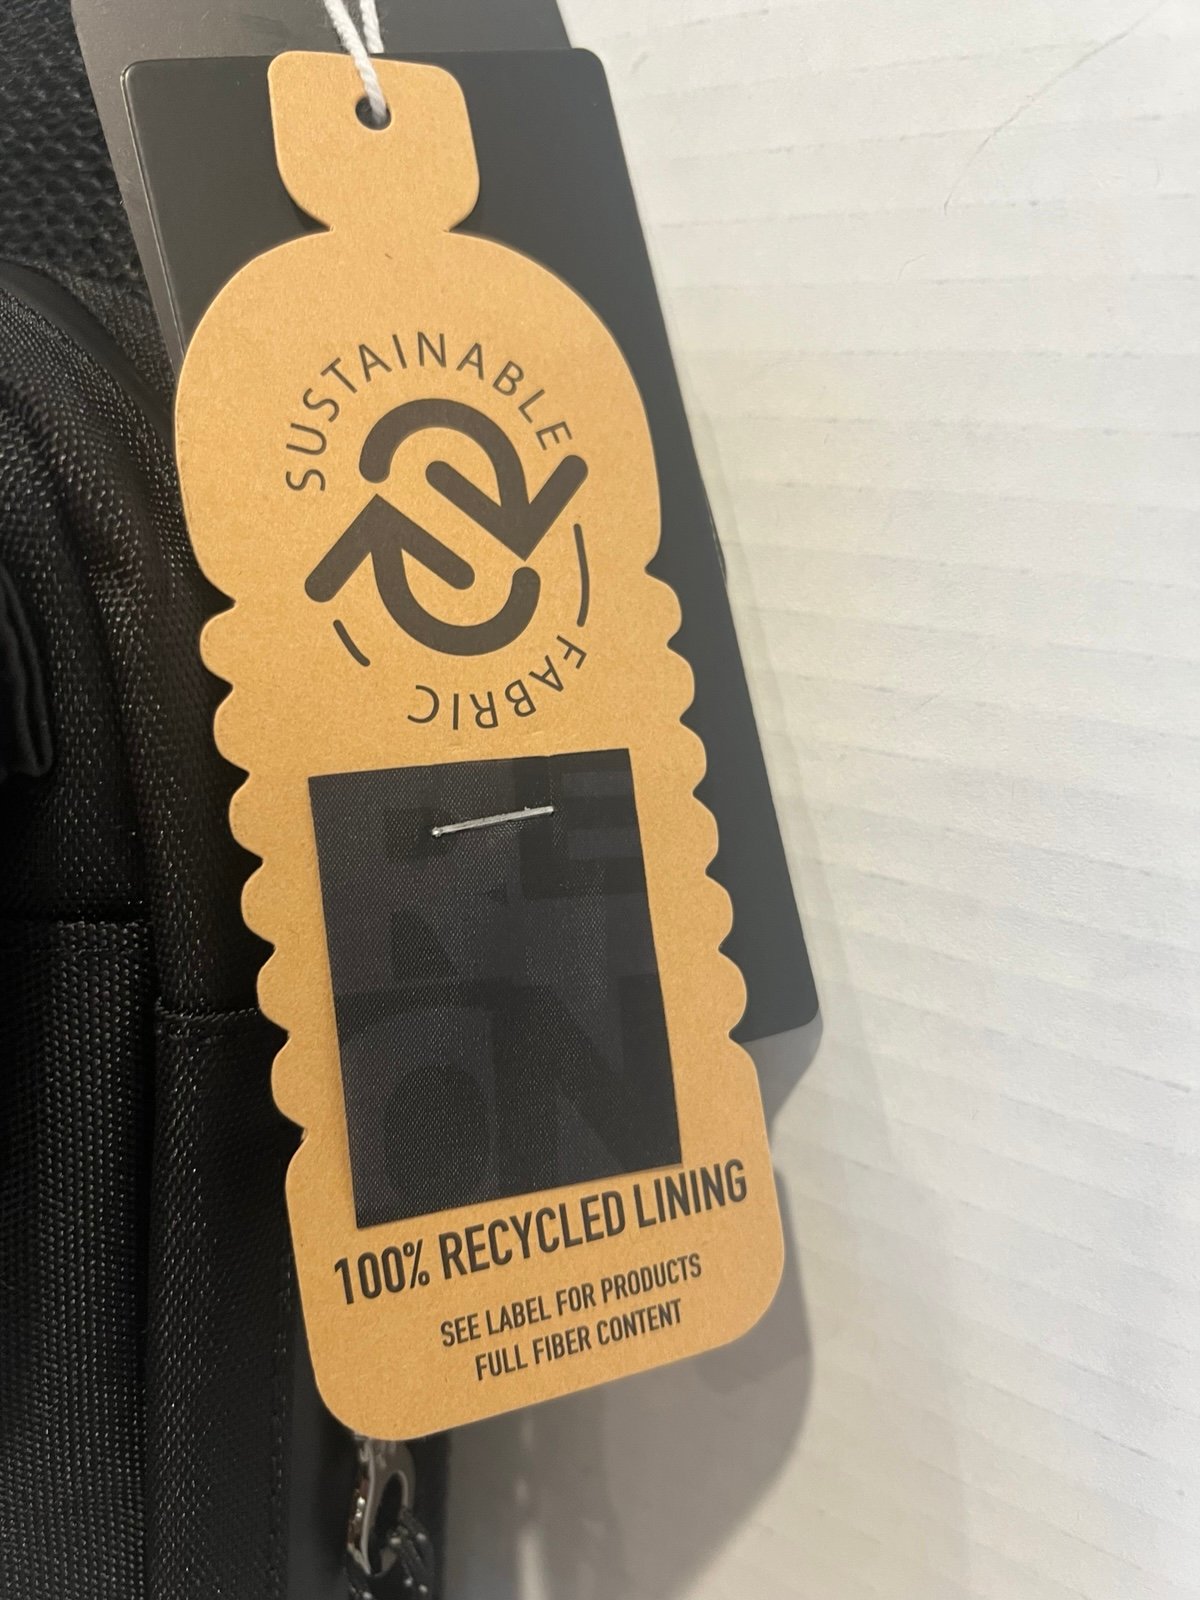 SUSTAINABLE
FABRIC
100% RECYCLED LINING
SEE LABEL FOR PRODUCTS
FULL FIBER CONTENT